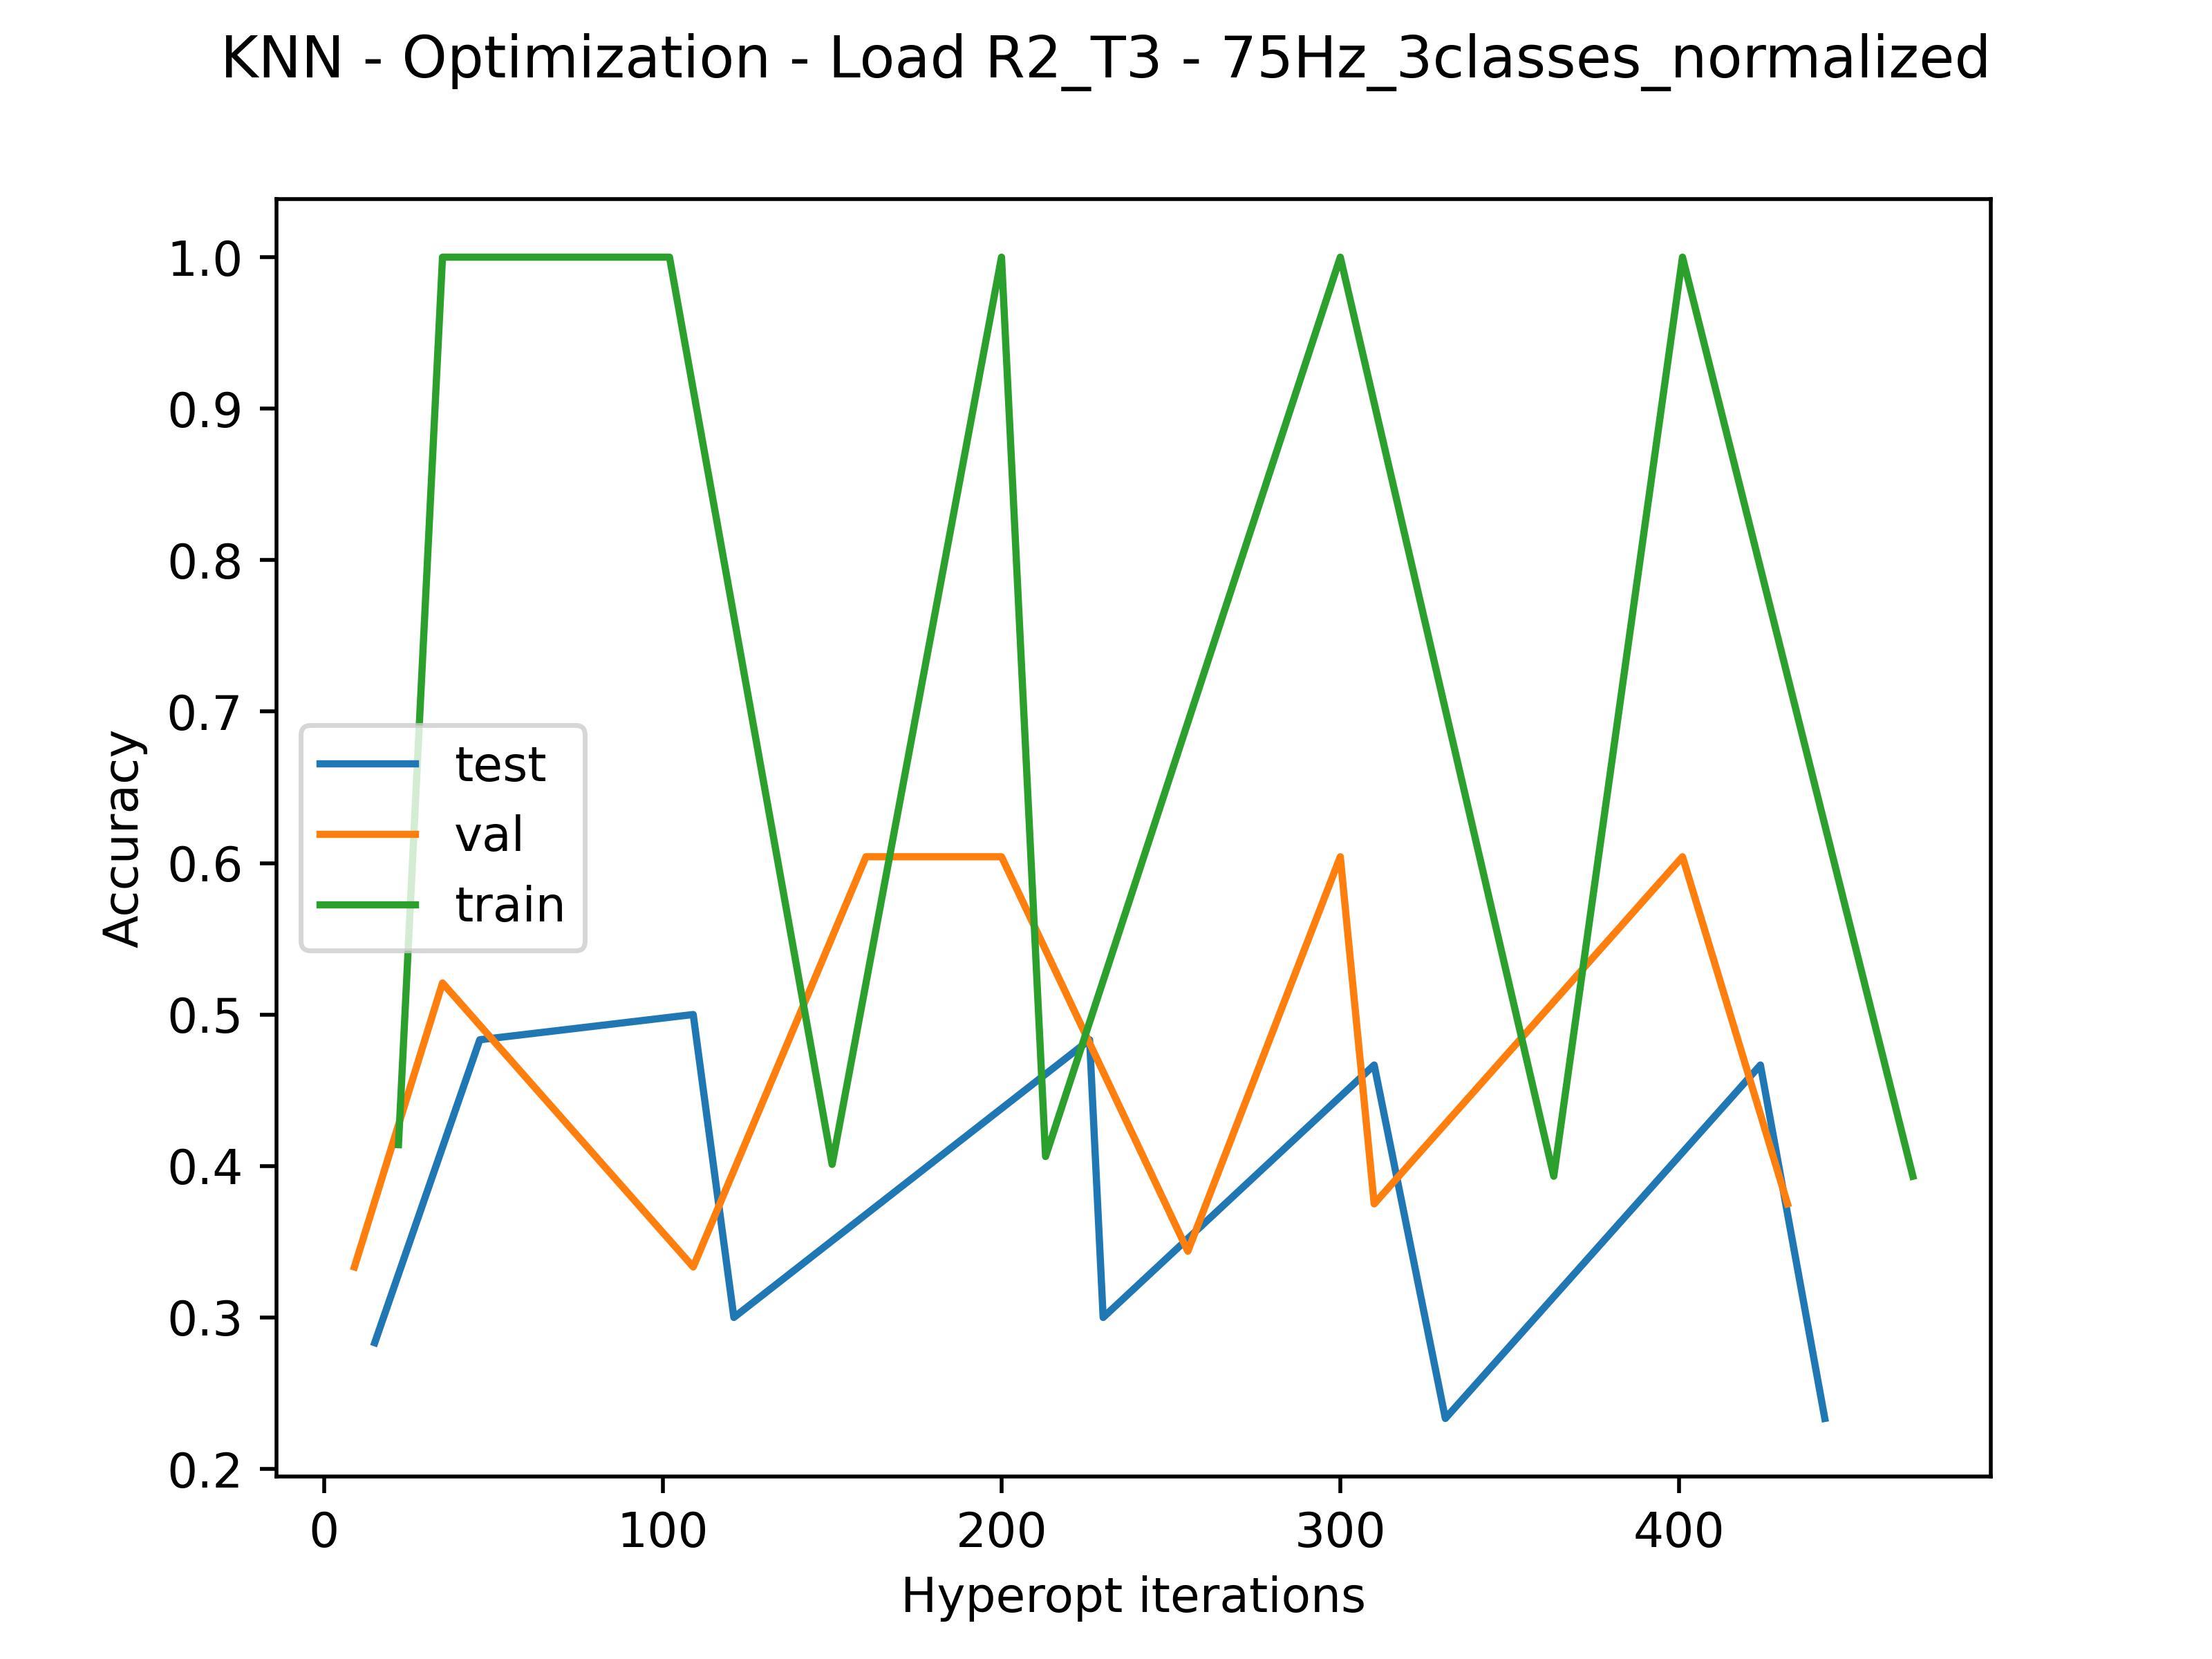 KNN - Optimization - Load R2_T3 - 75Hz_3classes_normalized
1.0
0.9
0.8
0.7
0.6
0.5
0.4
0.3
0.2
Accuracy
test
val
train
0 100 200 300 400
Hyperopt iterations